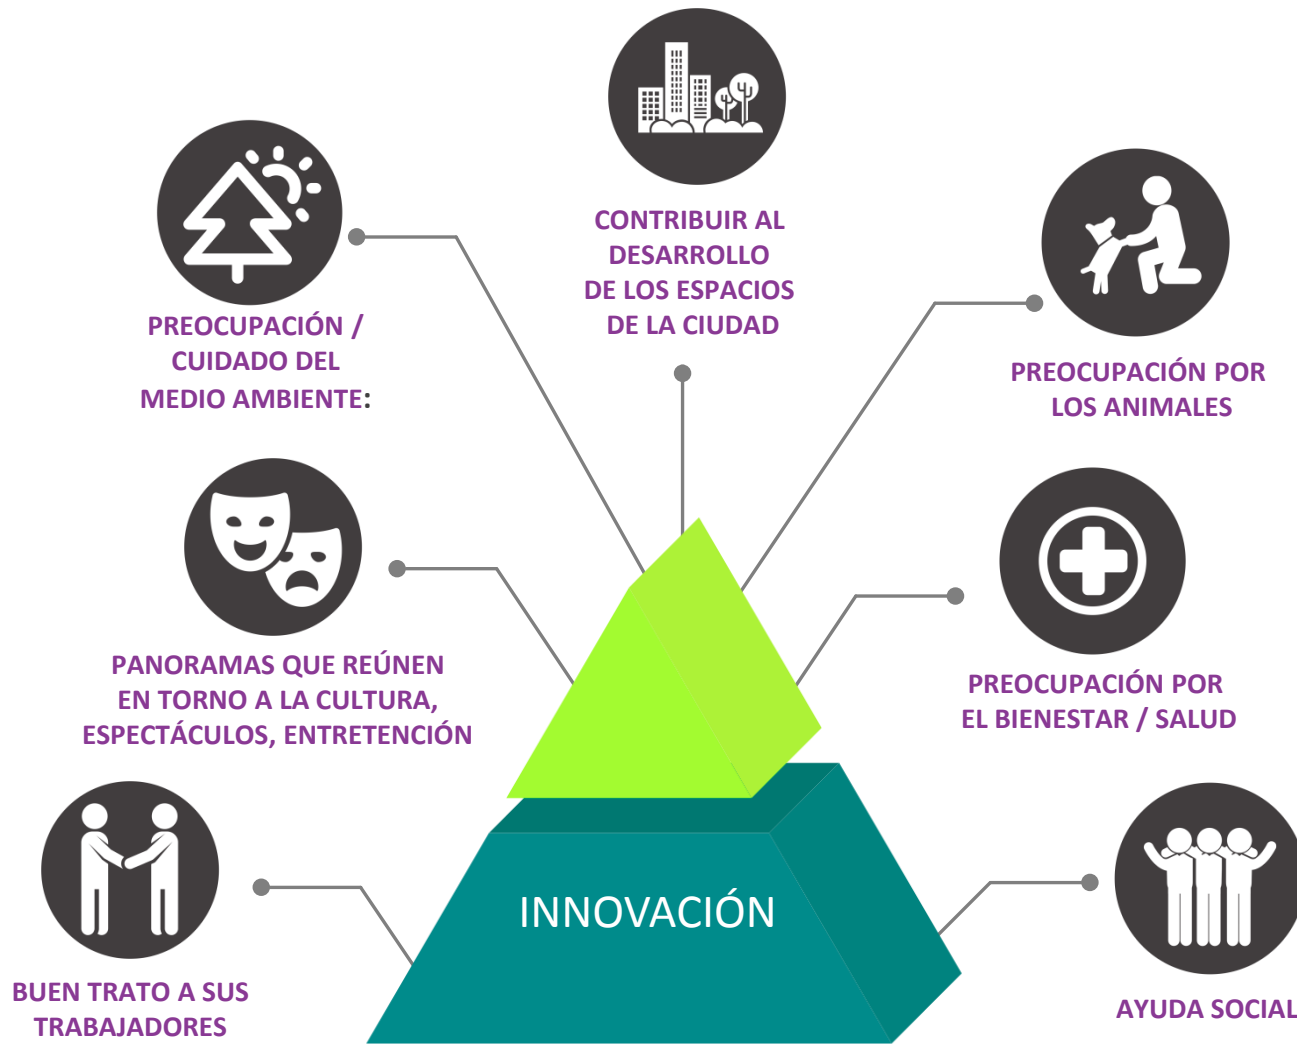 CONTRIBUIR AL
DESARROLLO
DE LOS ESPACIOS
DE LA CIUDAD
PREOCUPACIÓN /
CUIDADO DEL
MEDIO AMBIENTE:
PREOCUPACIÓN POR
LOS ANIMALES
PANORAMAS QUE REÚNEN
EN TORNO A LA CULTURA,
ESPECTÁCULOS, ENTRETENCIÓN
PREOCUPACIÓN POR
EL BIENESTAR / SALUD
INNOVACIÓN
BUEN TRATO A SUS
TRABAJADORES
AYUDA SOCIAL